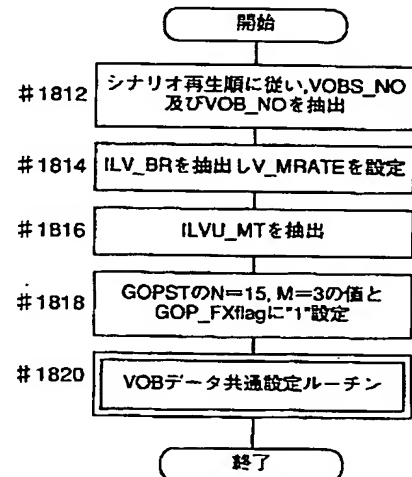 開始
#1812
シナリオ再生順に従い,VOBS_NO
及びVOB_NOを抽出
#1814
ILV_BRを抽出しV_MRATEを設定
#1816
ILVU_MTを抽出
#1818
GOPSTのN=15, M=3の値と
GOP_FXflagに"1"設定
#1820
VOBデータ共通設定ルーチン
終了